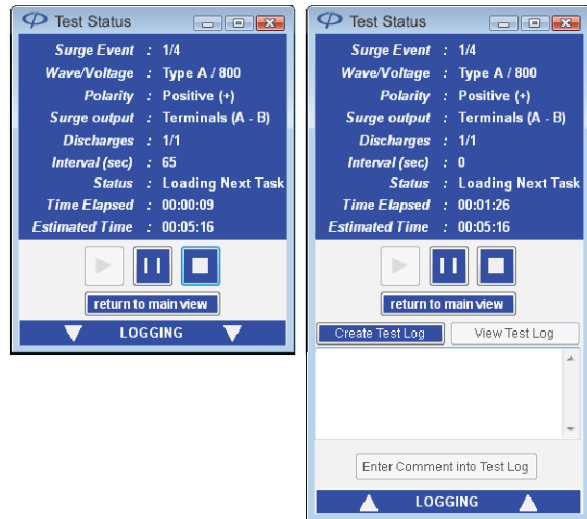 Test Status
Surge Event : 1/4
Wave/Voltage : Type A / 800
Polarity : Positive (+)
Surge output : Terminals (A - B)
Discharges : 1/1
Interval (sec) : 65
Status : Loading Next Task
Time Elapsed : 00:00:09
Estimated Time : 00:05:16
return to main view
LOGGING
Test Status
Surge Event : 1/4
Wave/Voltage : Type A / 800
Polarity : Positive (+)
Surge output : Terminals (A - B)
Discharges : 1/1
Interval (sec) : 0
Status : Loading Next Task
Time Elapsed : 00:01:26
Estimated Time : 00:05:16
return to main view
Create Test Log View Test Log
Enter Comment into Test Log
LOGGING